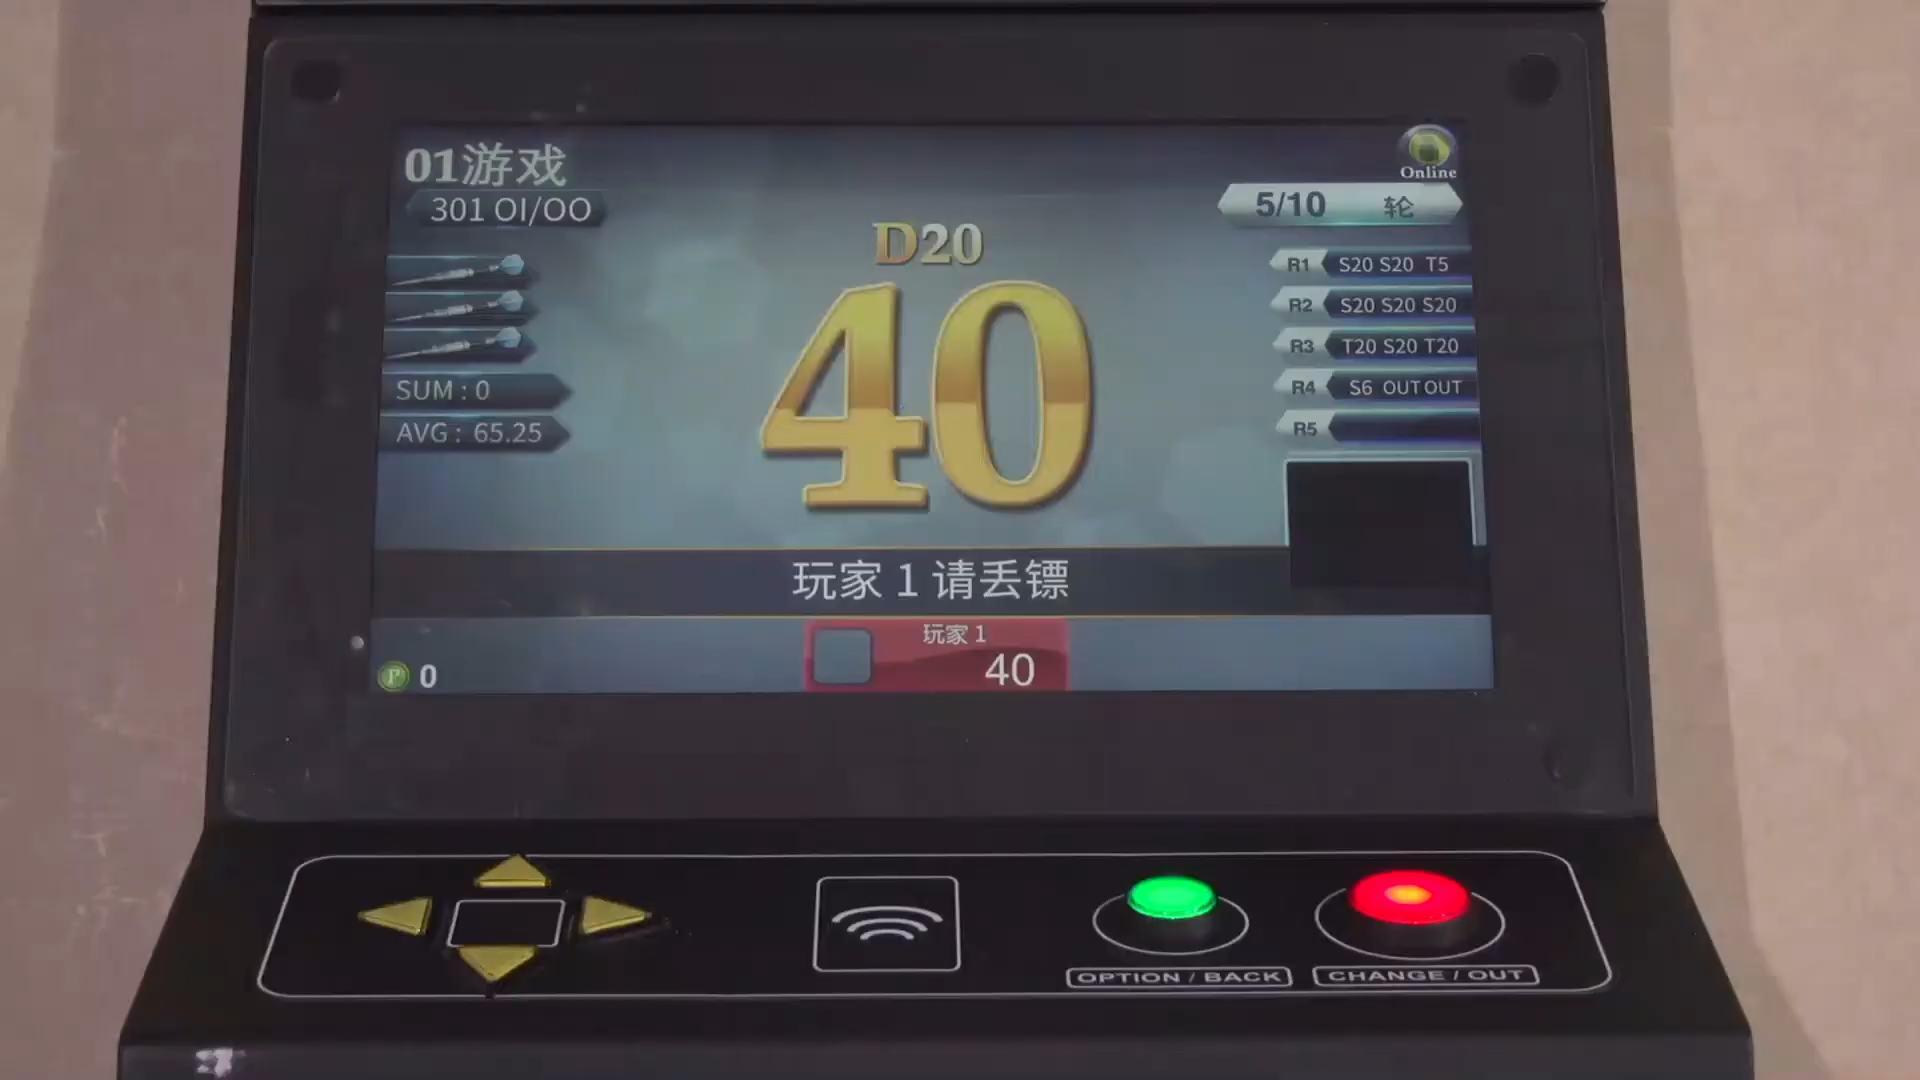 01游戏
301 OI/OO
SUM : 0
AVG : 65.25
D20
40
Online
5/10 轮
R1 S20 S20 T5
R2 S20 S20 S20
R3 T20 S20 T20
R4 S6 OUT OUT
R5
玩家 1 请丢镖
玩家 1
40
P 0
OPTION / BACK
CHANGE / OUT